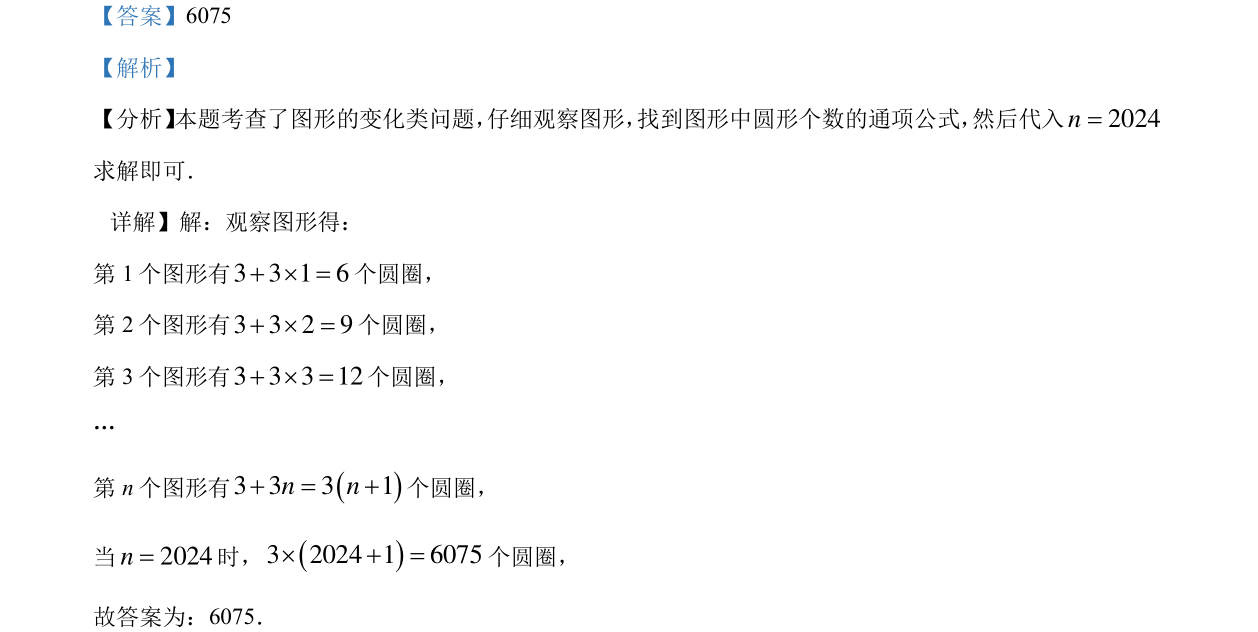 【答案】6075
【解析】
【分析】本题考查了图形的变化类问题，仔细观察图形，找到图形中圆形个数的通项公式，然后代入n = 2024
求解即可．
详解】解：观察图形得：
第 1 个图形有3+3×1=6 个圆圈，
第 2 个图形有3+3×2=9 个圆圈，
第 3 个图形有3+3×3=12 个圆圈，
…
第 n 个图形有3+3n=3(n+1) 个圆圈，
当n = 2024 时，3×(2024+1)=6075 个圆圈，
故答案为：6075．